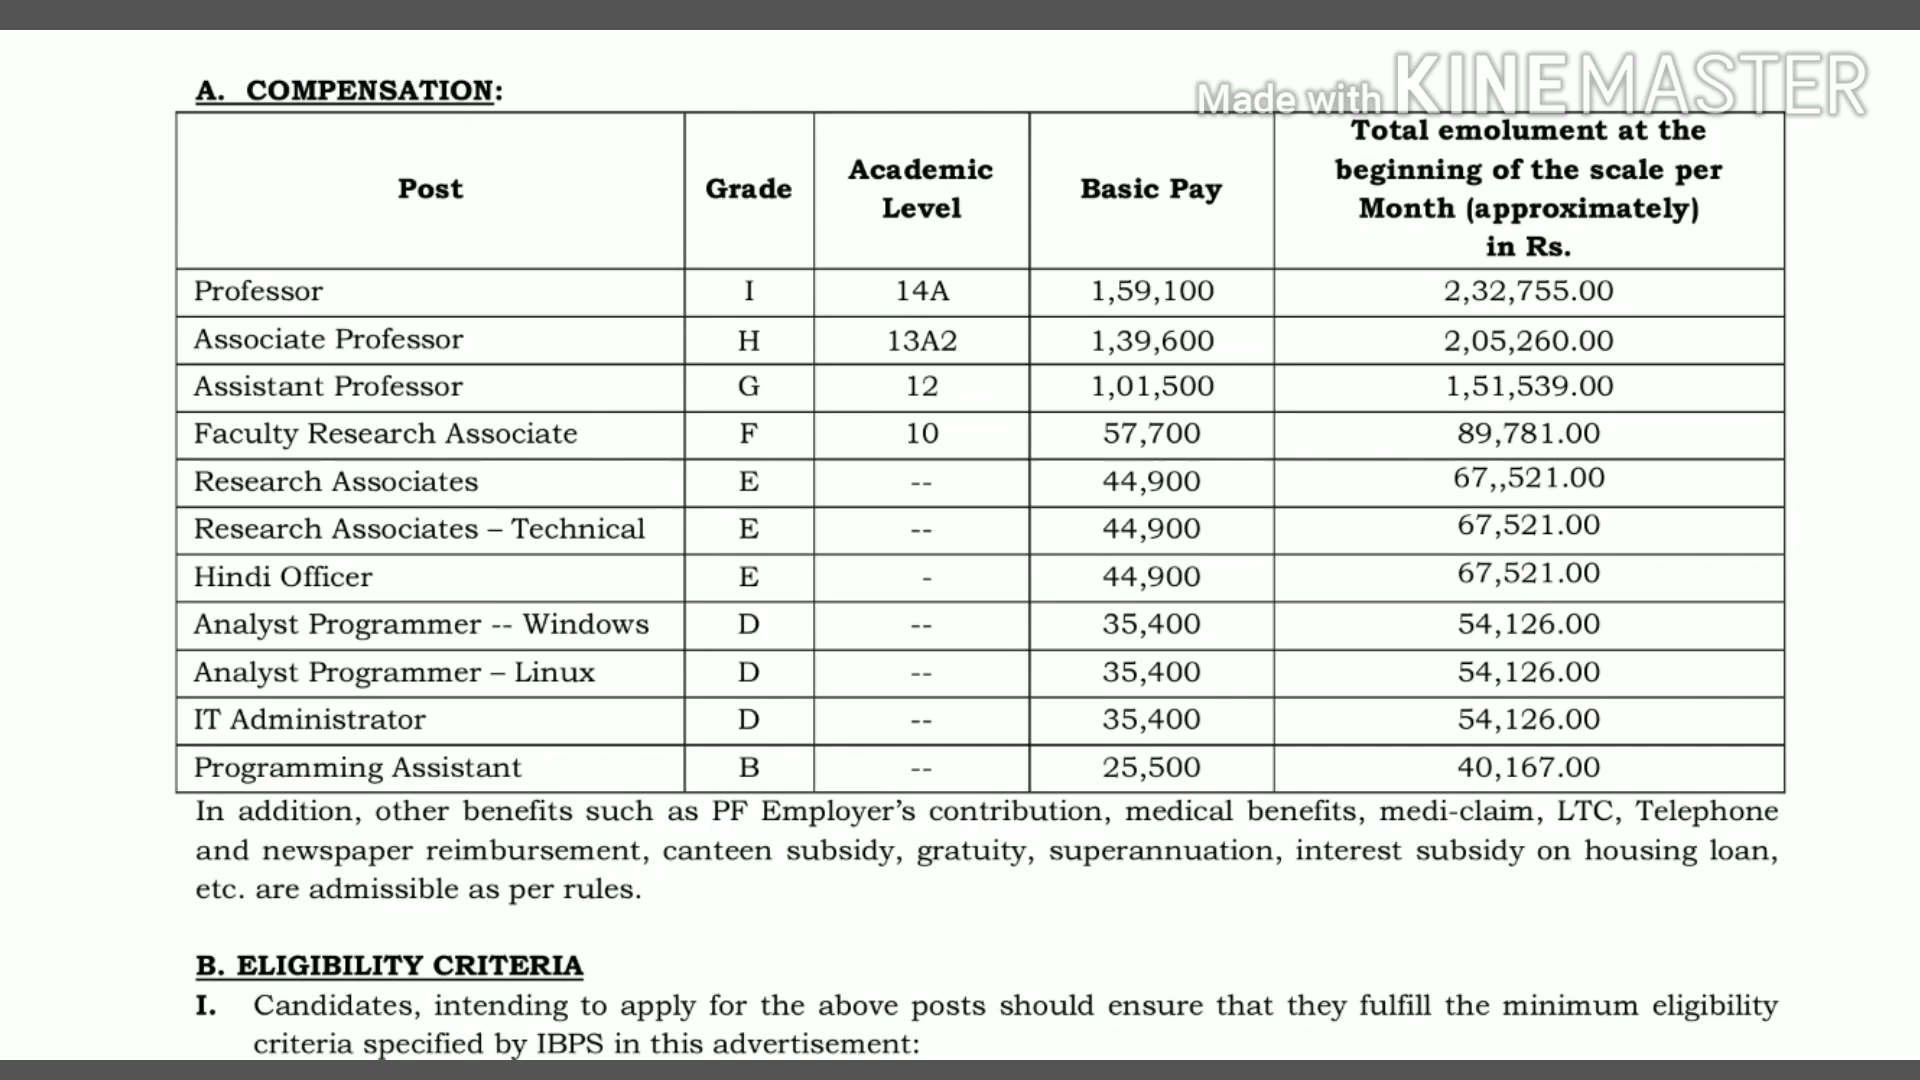 Made with KINEMASTER
A. COMPENSATION:
Post Grade Academic Level Basic Pay Total emolument at the beginning of the scale per Month (approximately) in Rs.
Professor I 14A 1,59,100 2,32,755.00
Associate Professor H 13A2 1,39,600 2,05,260.00
Assistant Professor G 12 1,01,500 1,51,539.00
Faculty Research Associate F 10 57,700 89,781.00
Research Associates E -- 44,900 67,,521.00
Research Associates – Technical E -- 44,900 67,521.00
Hindi Officer E - 44,900 67,521.00
Analyst Programmer -- Windows D -- 35,400 54,126.00
Analyst Programmer – Linux D -- 35,400 54,126.00
IT Administrator D -- 35,400 54,126.00
Programming Assistant B -- 25,500 40,167.00
In addition, other benefits such as PF Employer’s contribution, medical benefits, medi-claim, LTC, Telephone
and newspaper reimbursement, canteen subsidy, gratuity, superannuation, interest subsidy on housing loan,
etc. are admissible as per rules.
B. ELIGIBILITY CRITERIA
I. Candidates, intending to apply for the above posts should ensure that they fulfill the minimum eligibility
criteria specified by IBPS in this advertisement: